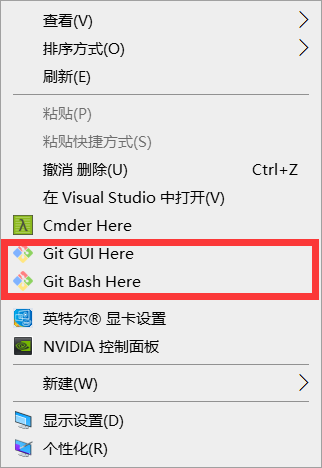 查看(V)
排序方式(O)
刷新(E)
粘贴(P)
粘贴快捷方式(S)
撤消 删除(U) Ctrl+Z
在 Visual Studio 中打开(V)
Cmder Here
Git GUI Here
Git Bash Here
英特尔® 显卡设置
NVIDIA 控制面板
新建(W)
显示设置(D)
个性化(R)